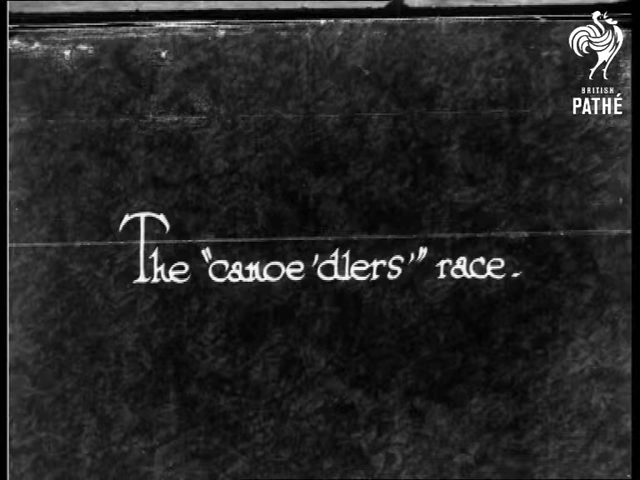 BRITISH
PATHÉ
The "canoe 'dlers'" race.